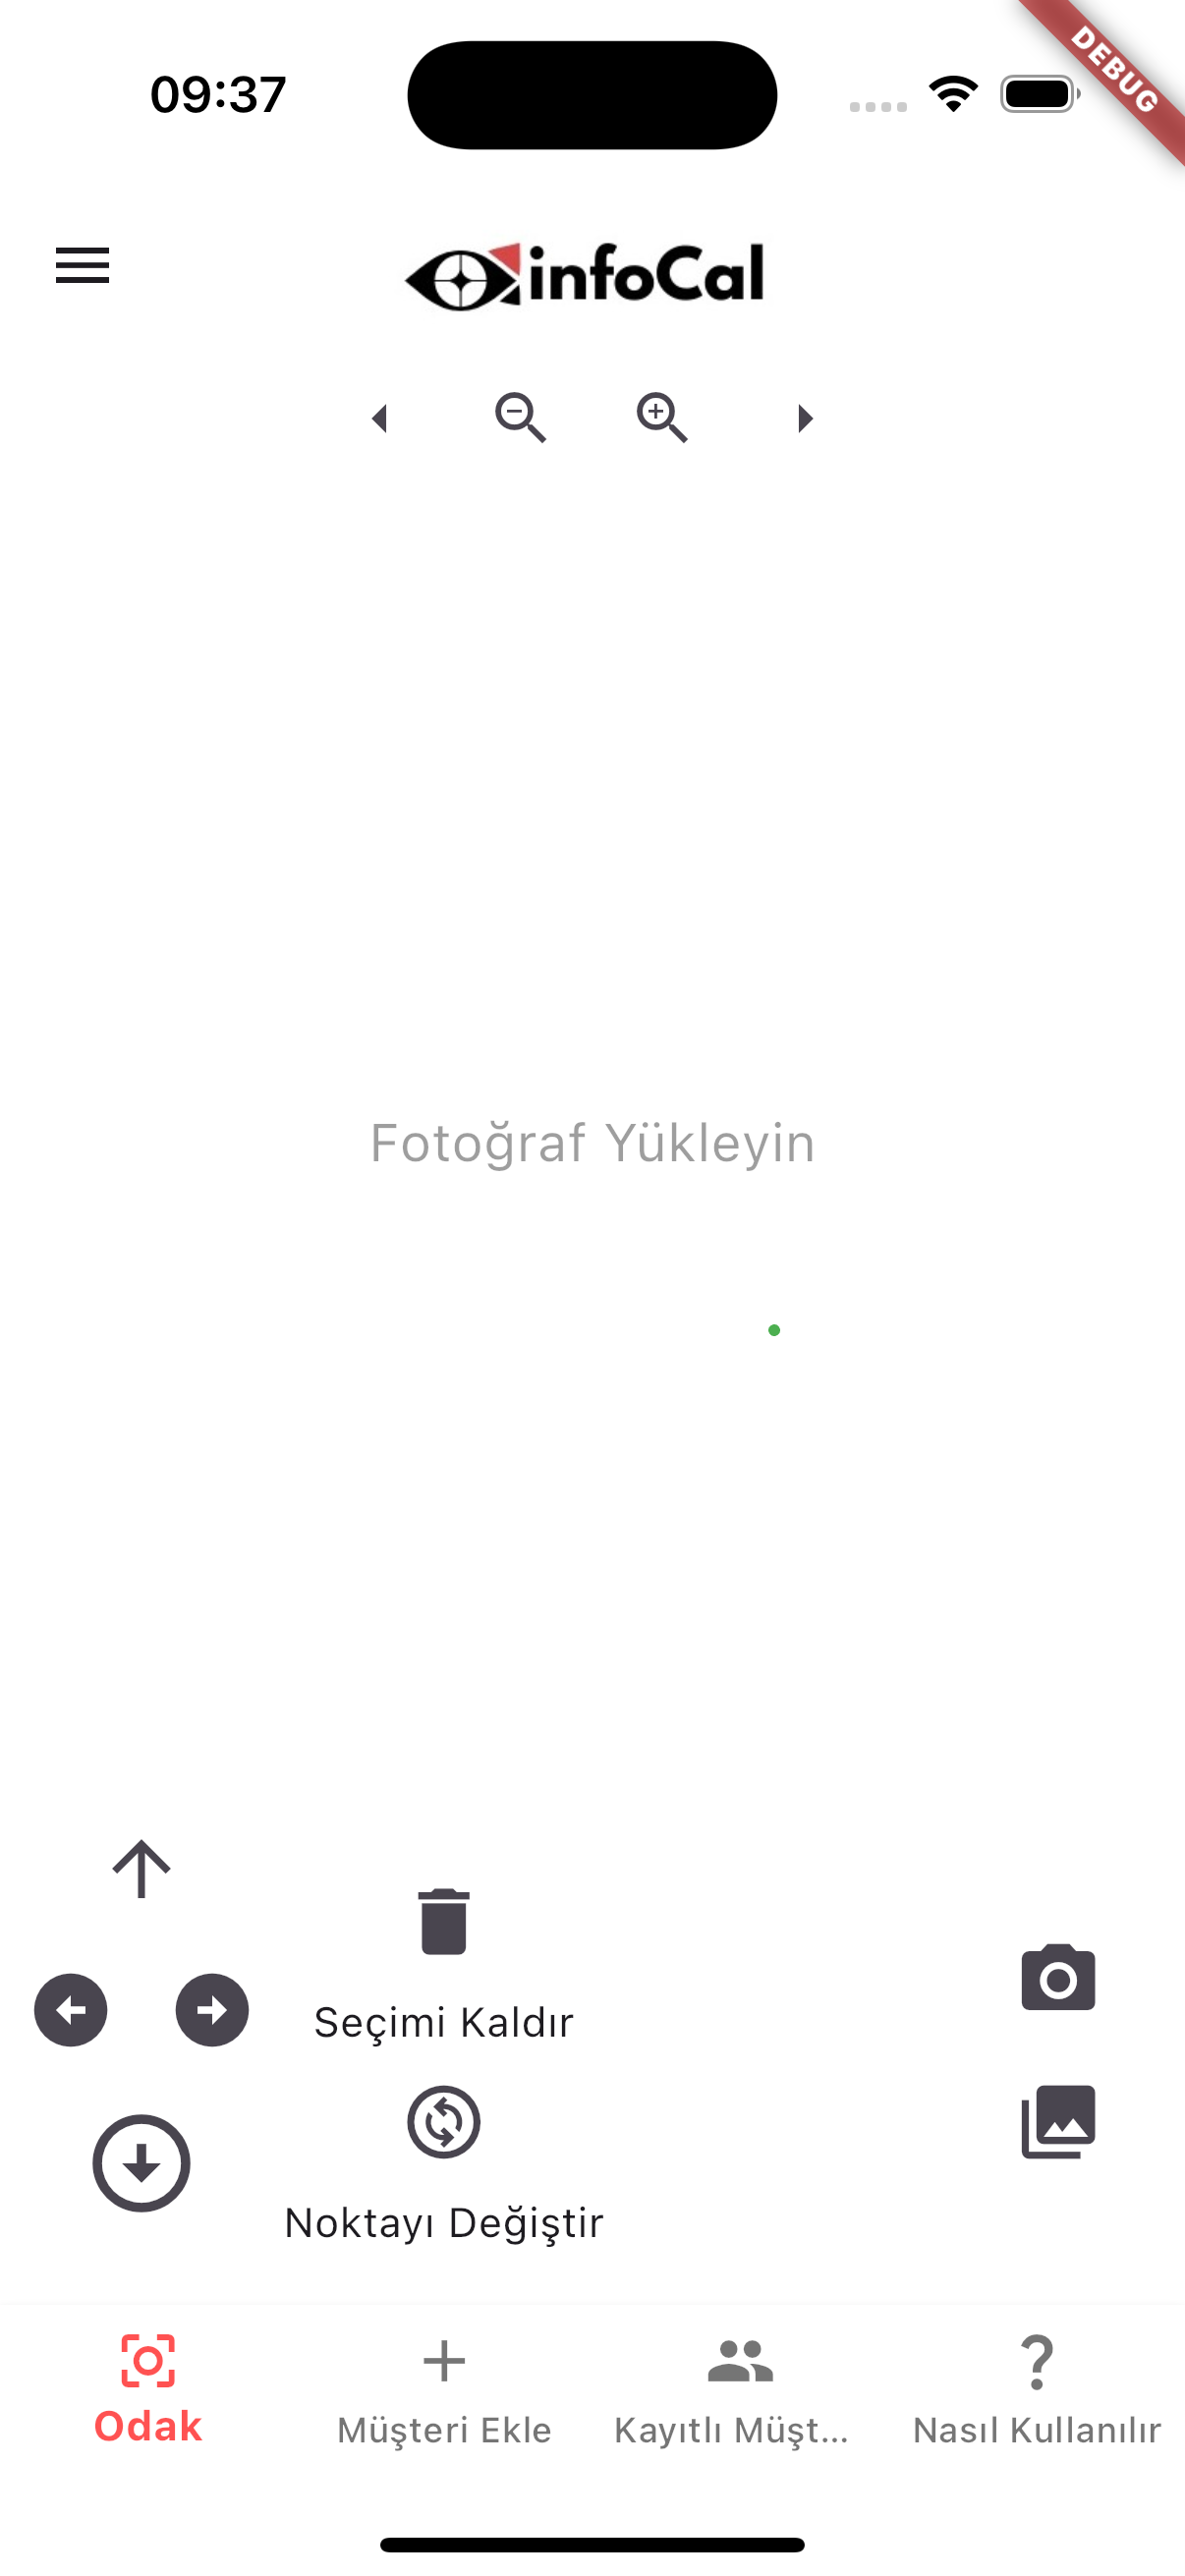 09:37
DEBUG
infoCal
Fotoğraf Yükleyin
Seçimi Kaldır
Noktayı Değiştir
Odak
Müşteri Ekle
Kayıtlı Müşt...
Nasıl Kullanılır